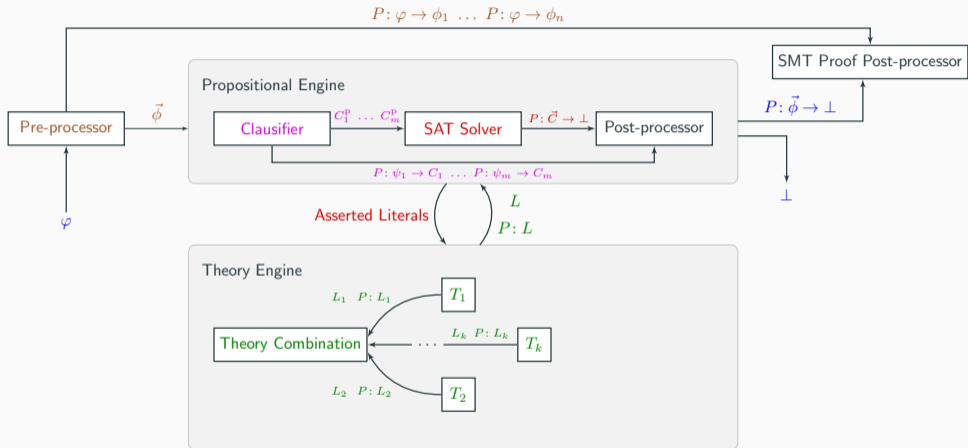 P: φ → ϕ₁ … P: φ → ϕₙ
SMT Proof Post-processor
Propositional Engine
P: ϕ⃗ → ⊥
Pre-processor
ϕ⃗
Clausifier
C₁ᵖ … Cₘᵖ
SAT Solver
P: C⃗ → ⊥
Post-processor
P: ψ₁ → C₁ … P: ψₘ → Cₘ
φ
⊥
Asserted Literals
L
P: L
Theory Engine
L₁ P: L₁
T₁
Theory Combination
…
Lₖ P: Lₖ
Tₖ
L₂ P: L₂
T₂